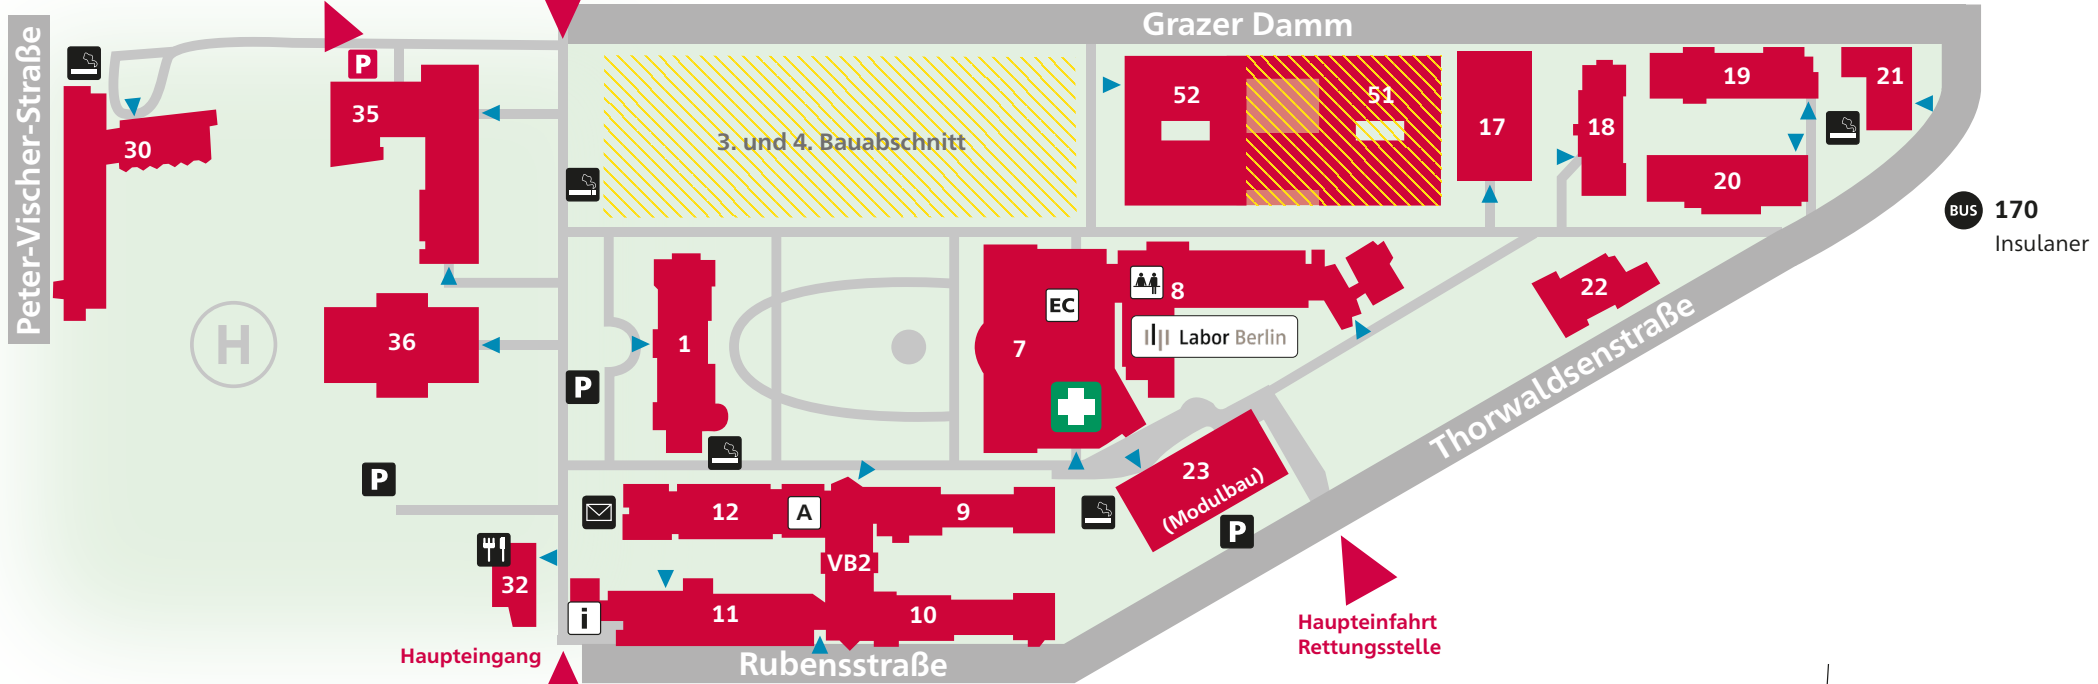 Grazer Damm
Peter-Vischer-Straße
P
30
35
3. und 4. Bauabschnitt
52
51
17
18
19
20
21
BUS 170
Insulaner
H
36
P
1
EC
7
8
Labor Berlin
22
Thorwaldsenstraße
P
23
(Modulbau)
P
12
A
9
VB2
32
i
11
10
Haupteingang
Rubensstraße
Haupteinfahrt
Rettungsstelle